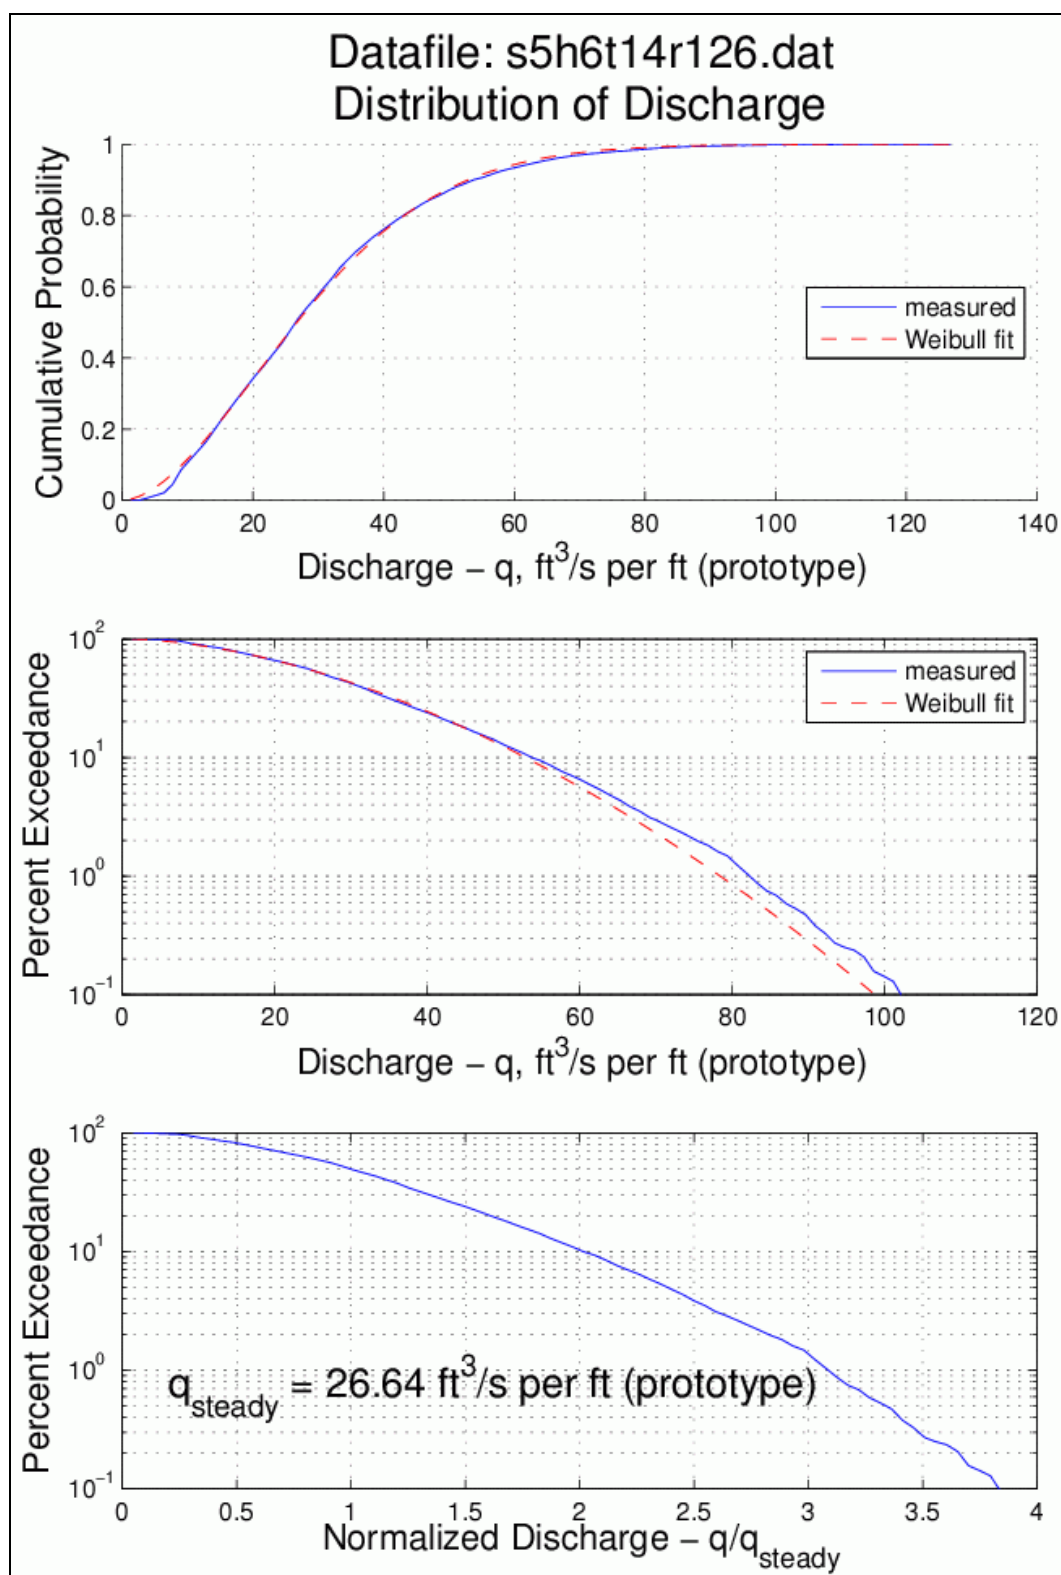 Datafile: s5h6t14r126.dat
Distribution of Discharge
Cumulative Probability
1
0.8
0.6
0.4
0.2
0
0 20 40 60 80 100 120 140
measured
Weibull fit
Discharge – q, ft³/s per ft (prototype)
Percent Exceedance
10²
10¹
10⁰
10⁻¹
0 20 40 60 80 100 120
measured
Weibull fit
Discharge – q, ft³/s per ft (prototype)
Percent Exceedance
10²
10¹
10⁰
10⁻¹
q_steady = 26.64 ft³/s per ft (prototype)
0 0.5 1 1.5 2 2.5 3 3.5 4
Normalized Discharge – q/q_steady